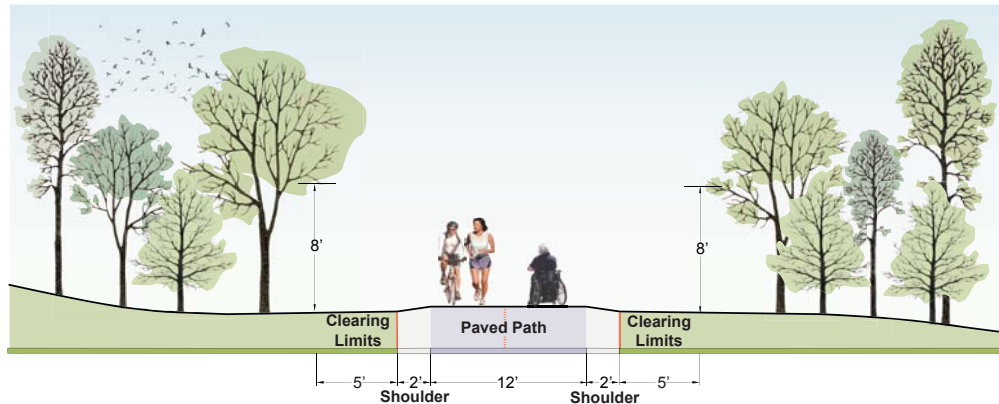 8’
8’
Clearing
Limits
Paved Path
Clearing
Limits
5’ 2’ 12’ 2’ 5’
Shoulder Shoulder